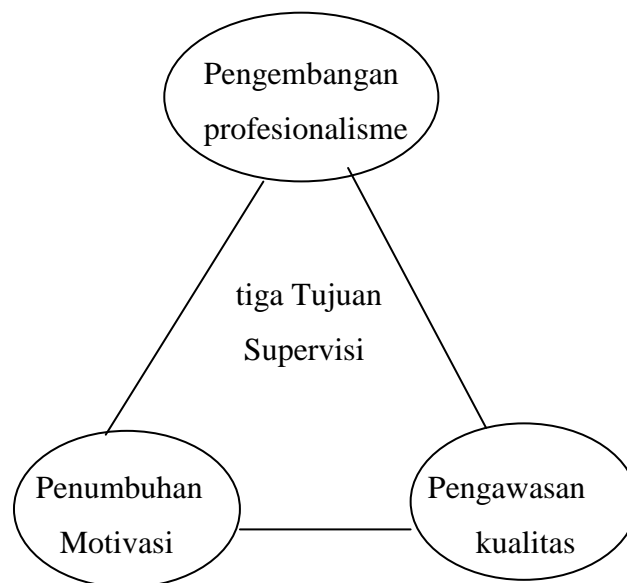 Pengembangan
profesionalisme
tiga Tujuan
Supervisi
Penumbuhan
Motivasi
Pengawasan
kualitas